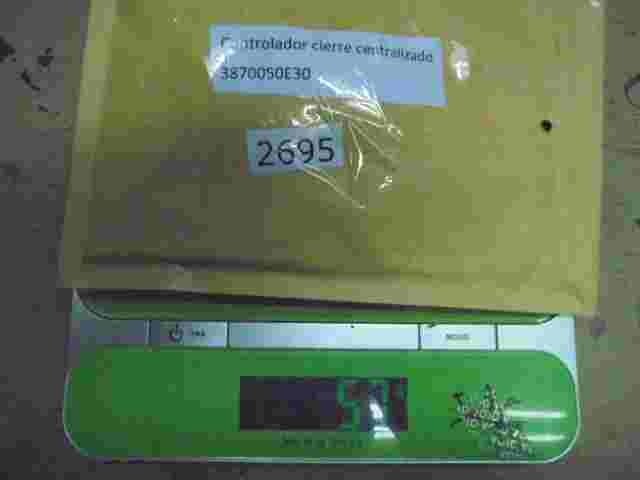 Controlador cierre centralizado
3870050E30
2695